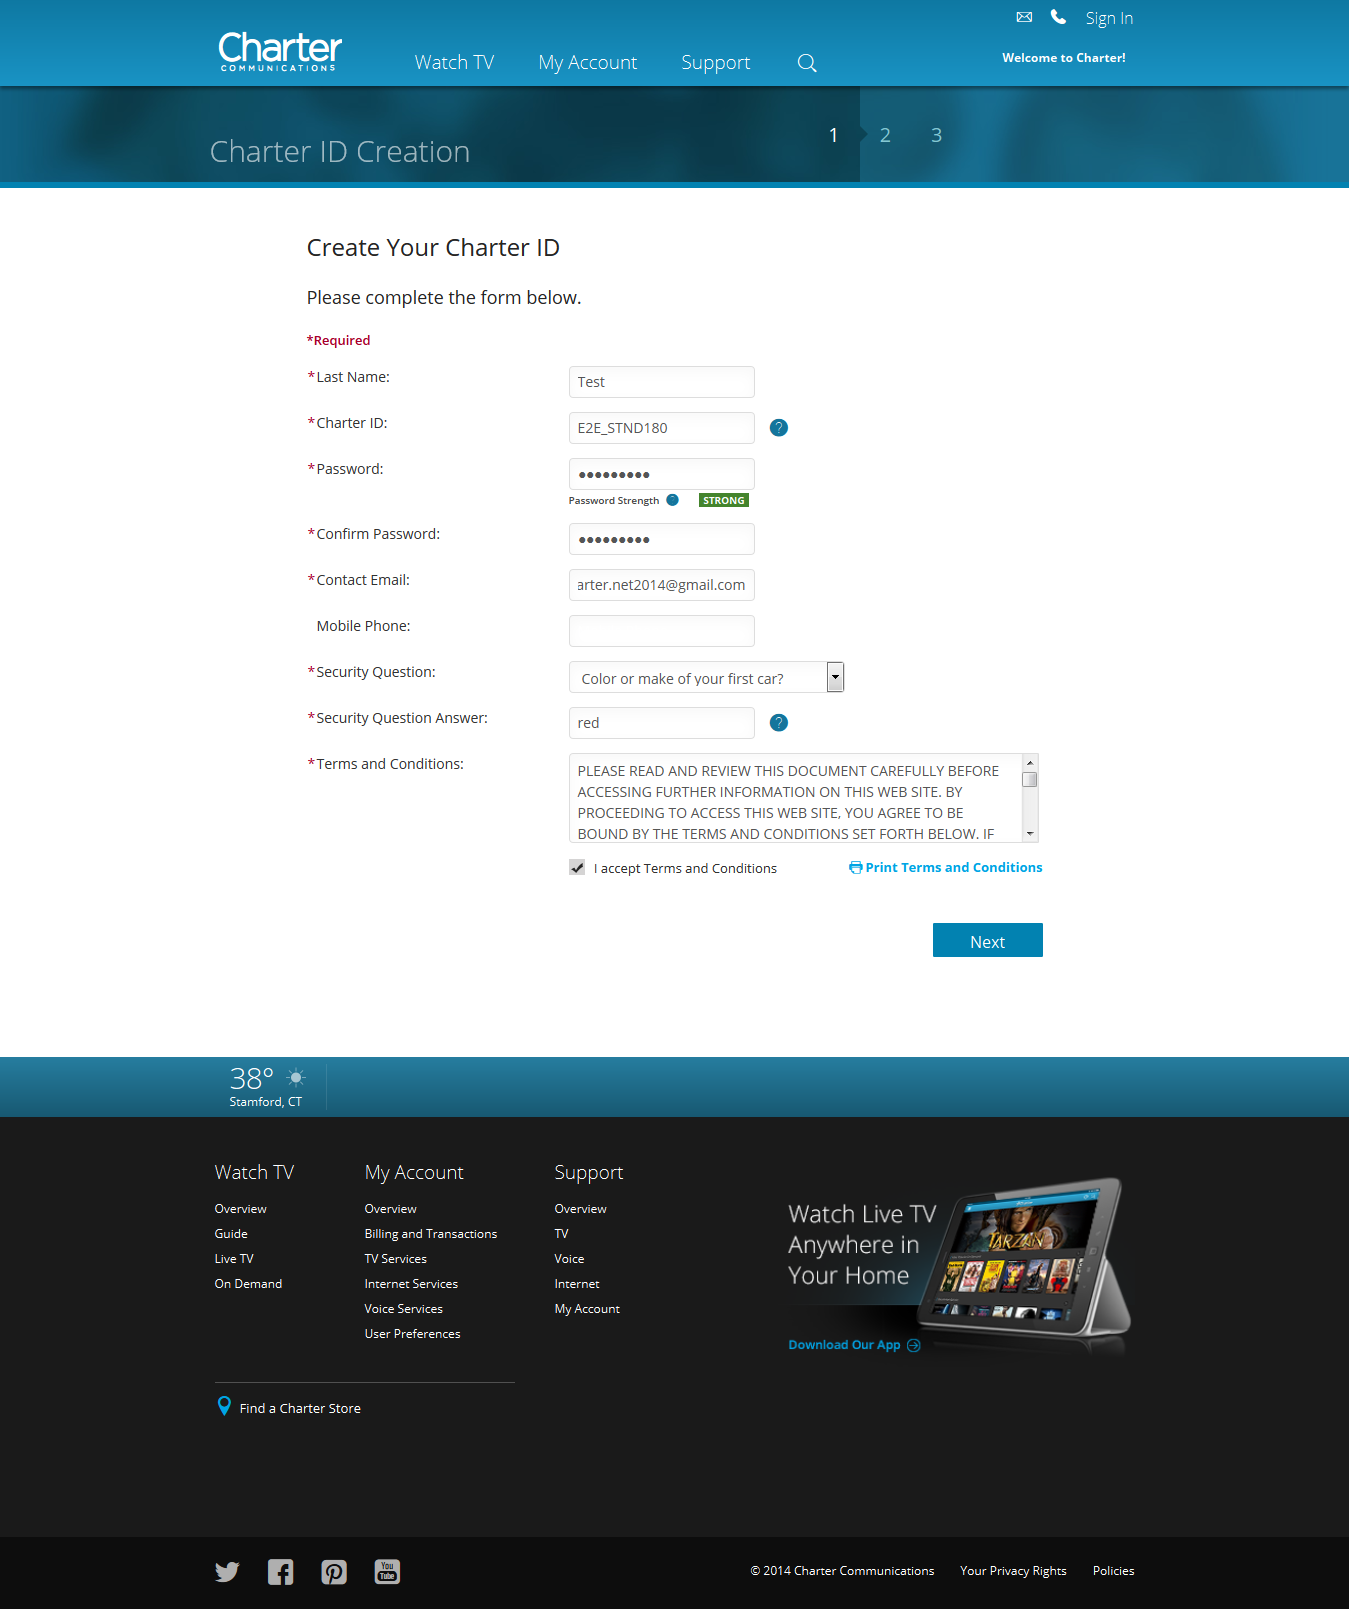 Sign In
Charter
COMMUNICATIONS
Watch TV
My Account
Support
Welcome to Charter!
Charter ID Creation
1
2
3
Create Your Charter ID
Please complete the form below.
*Required
*Last Name:
Test
*Charter ID:
E2E_STND180
?
*Password:
•••••••••
Password Strength
STRONG
*Confirm Password:
•••••••••
*Contact Email:
arter.net2014@gmail.com
Mobile Phone:
*Security Question:
Color or make of your first car?
*Security Question Answer:
red
?
*Terms and Conditions:
PLEASE READ AND REVIEW THIS DOCUMENT CAREFULLY BEFORE
ACCESSING FURTHER INFORMATION ON THIS WEB SITE. BY
PROCEEDING TO ACCESS THIS WEB SITE, YOU AGREE TO BE
BOUND BY THE TERMS AND CONDITIONS SET FORTH BELOW. IF
I accept Terms and Conditions
Print Terms and Conditions
Next
38°
Stamford, CT
Watch TV
Overview
Guide
Live TV
On Demand
My Account
Overview
Billing and Transactions
TV Services
Internet Services
Voice Services
User Preferences
Support
Overview
TV
Voice
Internet
My Account
Watch Live TV
Anywhere in
Your Home
TARZAN
Download Our App
Find a Charter Store
You
Tube
© 2014 Charter Communications
Your Privacy Rights
Policies